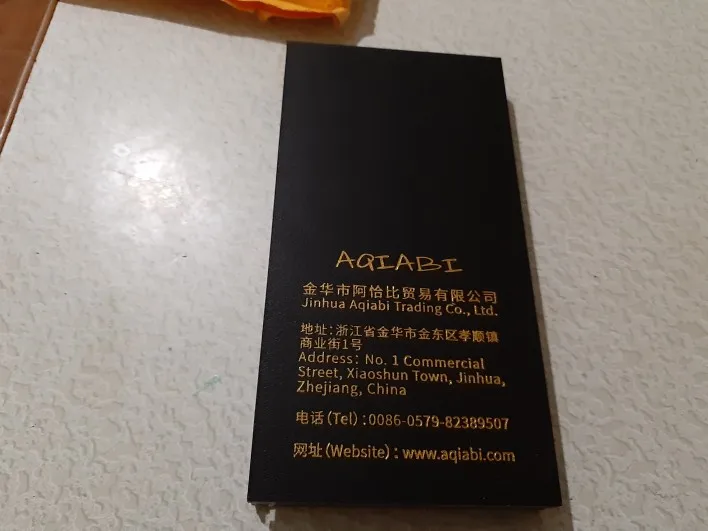 AQIABI
金华市阿恰比贸易有限公司
Jinhua Aqiabi Trading Co., Ltd.
地址:浙江省金华市金东区孝顺镇
商业街1号
Address: No. 1 Commercial
Street, Xiaoshun Town, Jinhua,
Zhejiang, China
电话(Tel):0086-0579-82389507
网址(Website): www.aqiabi.com